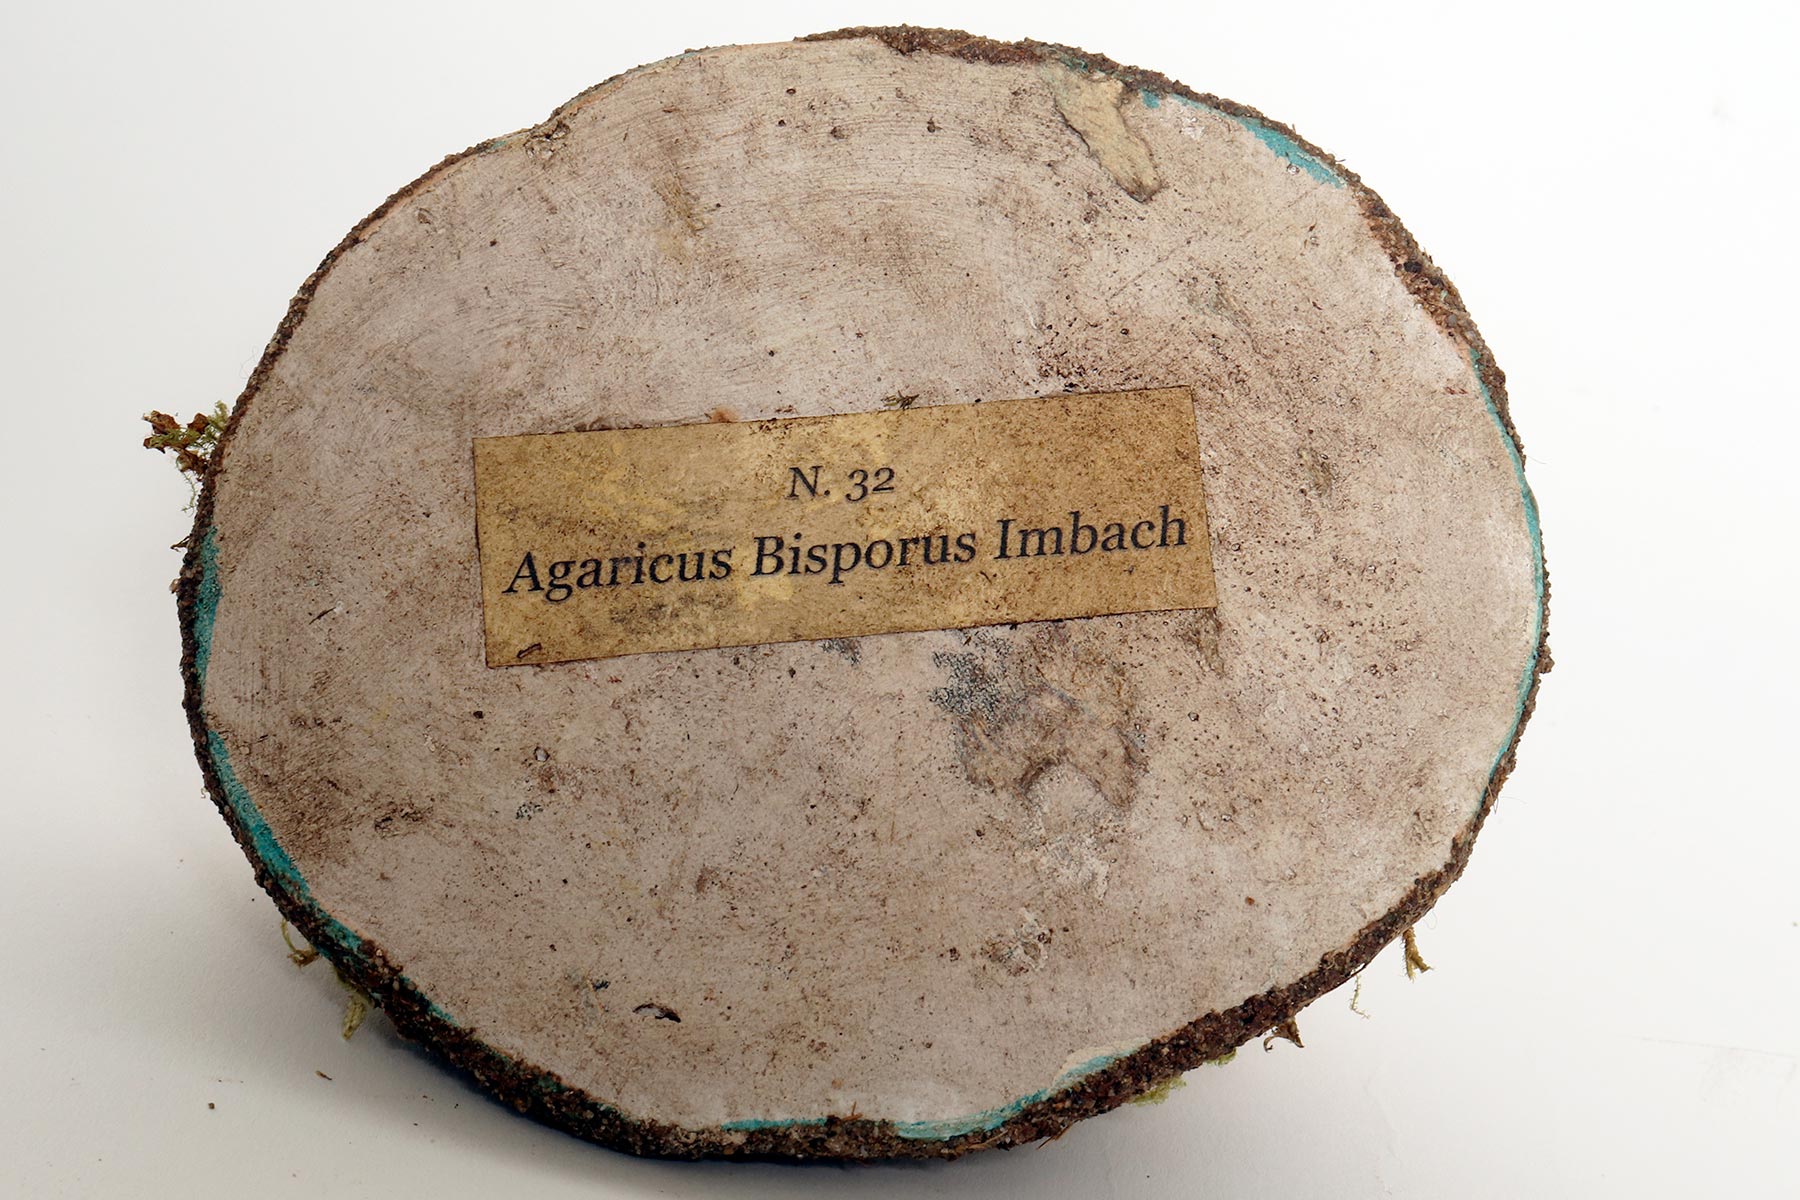 N. 32
Agaricus Bisporus Imbach